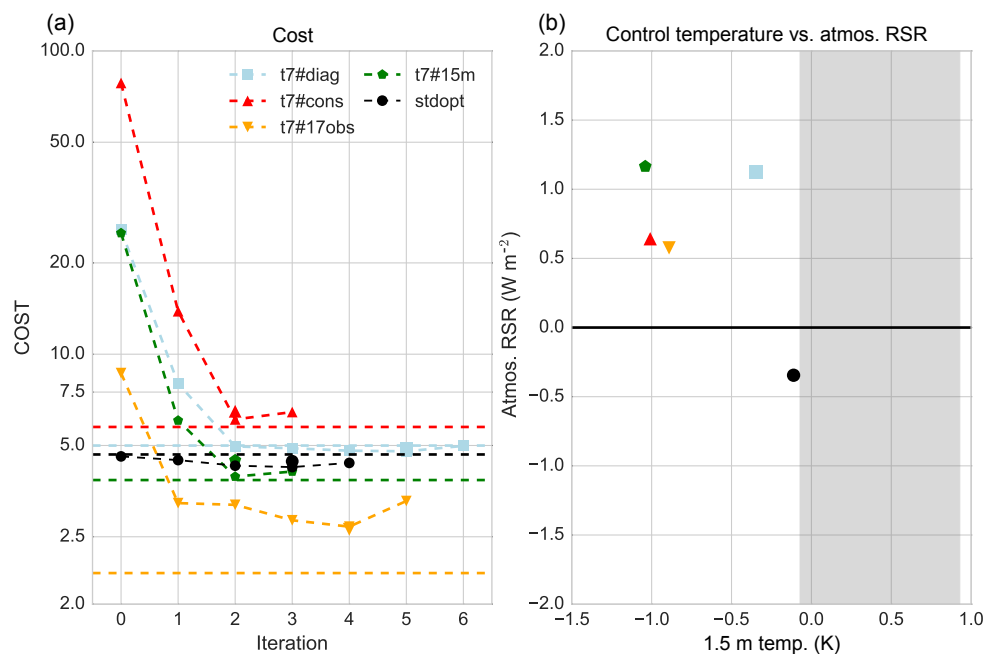 (a)
Cost
COST
100.0
50.0
20.0
10.0
7.5
5.0
2.5
2.0
t7#diag
t7#cons
t7#17obs
t7#15m
stdopt
0 1 2 3 4 5 6
Iteration
(b)
Control temperature vs. atmos. RSR
Atmos. RSR (W m⁻²)
2.0
1.5
1.0
0.5
0.0
−0.5
−1.0
−1.5
−2.0
−1.5 −1.0 −0.5 0.0 0.5 1.0
1.5 m temp. (K)